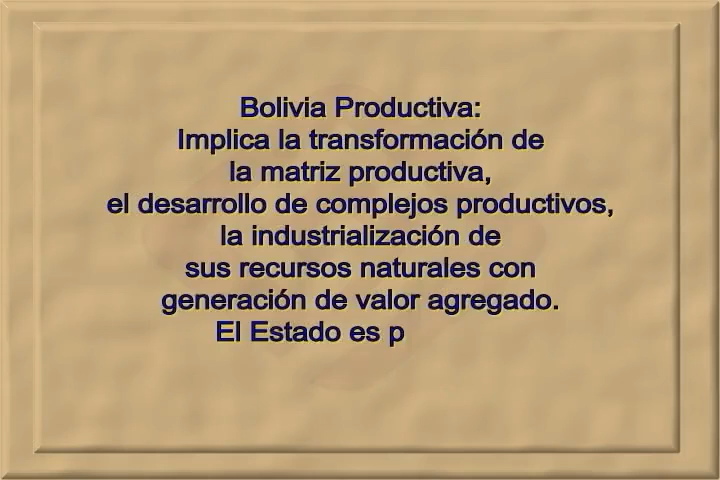 Bolivia Productiva:
Implica la transformación de
la matriz productiva,
el desarrollo de complejos productivos,
la industrialización de
sus recursos naturales con
generación de valor agregado.
El Estado es p